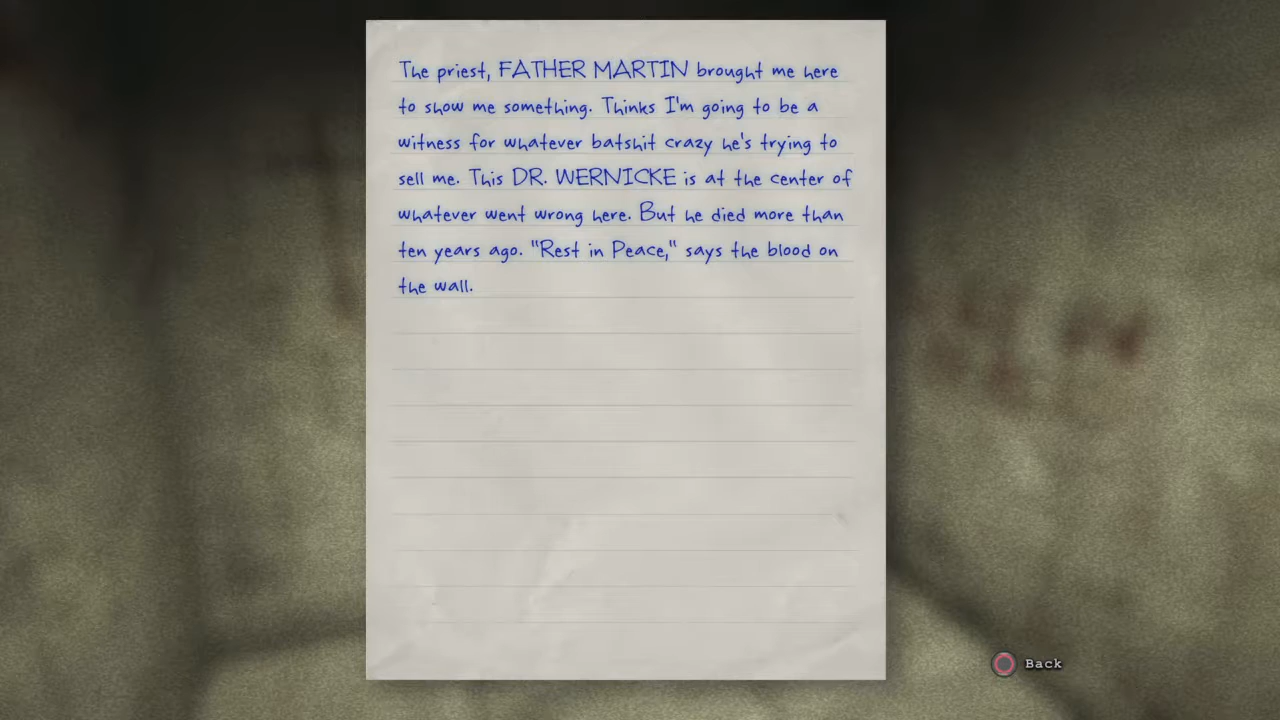 The priest, FATHER MARTIN brought me here
to show me something. Thinks I'm going to be a
witness for whatever batshit crazy he's trying to
sell me. This DR. WERNICKE is at the center of
whatever went wrong here. But he died more than
ten years ago. "Rest in Peace," says the blood on
the wall.
Back